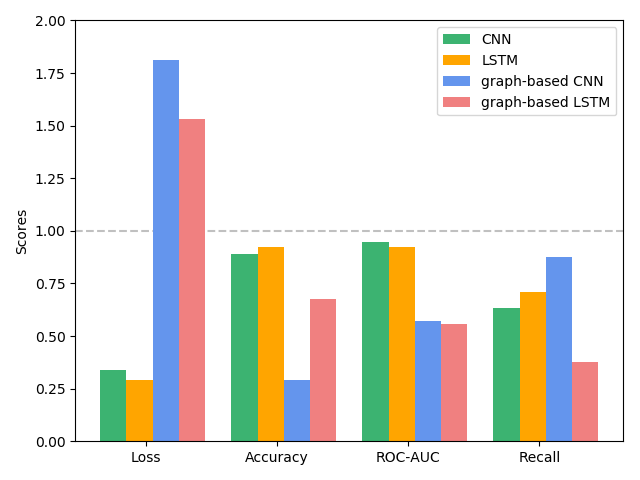 2.00
1.75
1.50
1.25
1.00
0.75
0.50
0.25
0.00
Scores
CNN
LSTM
graph-based CNN
graph-based LSTM
Loss
Accuracy
ROC-AUC
Recall